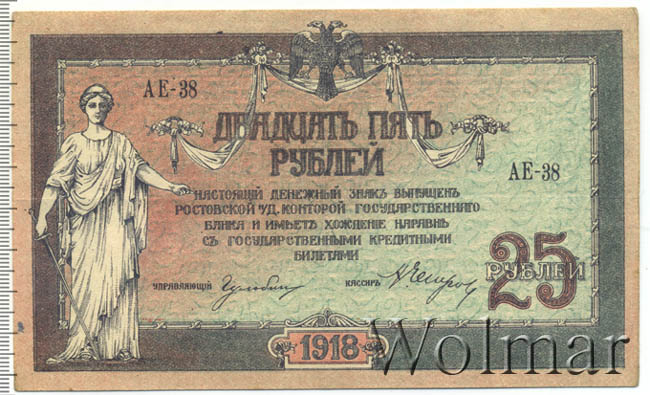 АЕ-38
ДВАДЦАТЬ ПЯТЬ
РУБЛЕЙ
АЕ-38
НАСТОЯЩІЙ ДЕНЕЖНЫЙ ЗНАКЪ ВЫПУЩЕНЪ
РОСТОВСКОЙ Н/Д. КОНТОРОЙ ГОСУДАРСТВЕННАГО
БАНКА И ИМѢЕТЪ ХОЖДЕНІЕ НАРАВНѢ
СЪ ГОСУДАРСТВЕННЫМИ КРЕДИТНЫМИ
БИЛЕТАМИ
25
РУБЛЕЙ
УПРАВЛЯЮЩІЙ
КАССИРЪ
1918
Wolmar